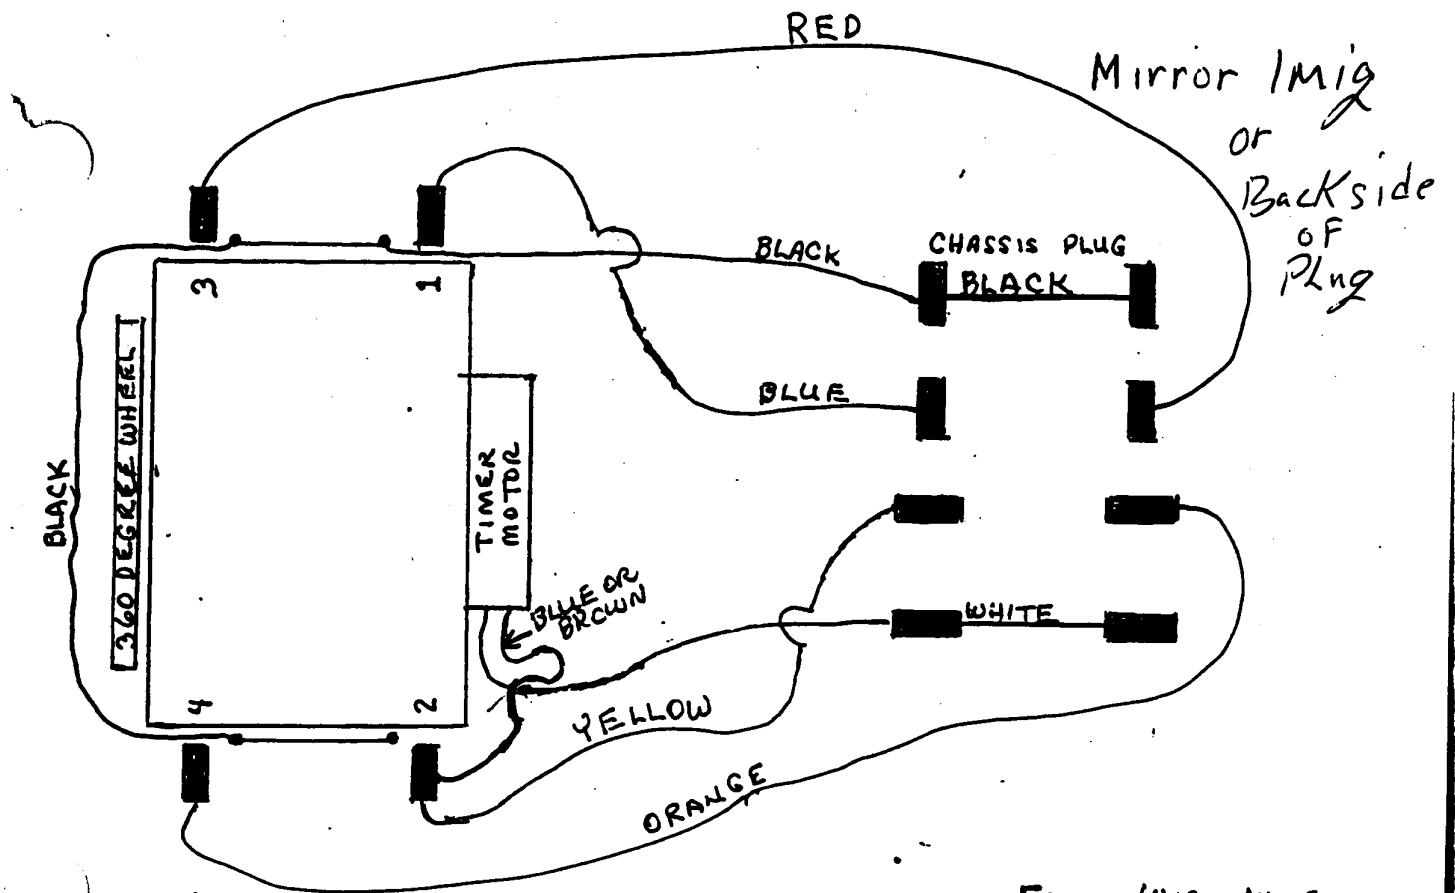 RED
Mirror Imig
or
Backside
of
Plug
BLACK
CHASSIS PLUG
BLACK
3
1
BLUE
360 DEGREE WHEEL
BLACK
TIMER
MOTOR
BLUE OR
BROWN
WHITE
4
2
YELLOW
ORANGE